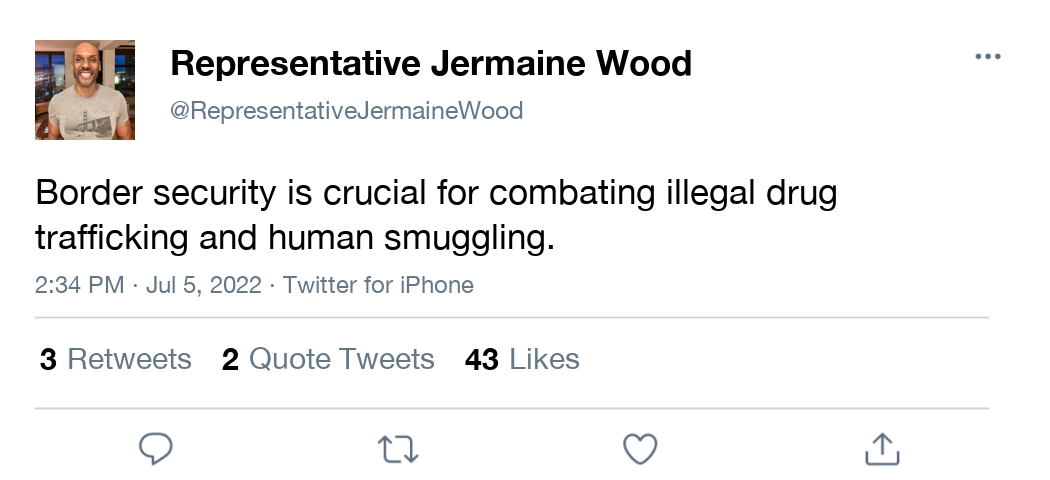 Representative Jermaine Wood
@RepresentativeJermaineWood
Border security is crucial for combating illegal drug
trafficking and human smuggling.
2:34 PM · Jul 5, 2022 · Twitter for iPhone
3 Retweets 2 Quote Tweets 43 Likes